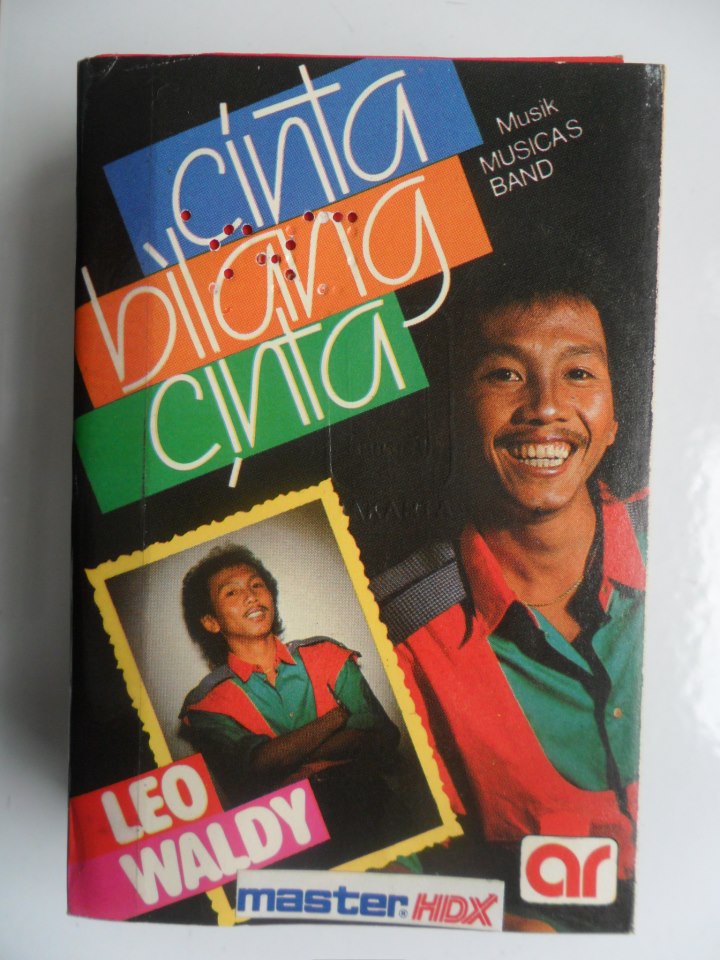 cinta
bilang
cinta
Musik
MUSICAS
BAND
LEO
WALDY
master® HDX
ar